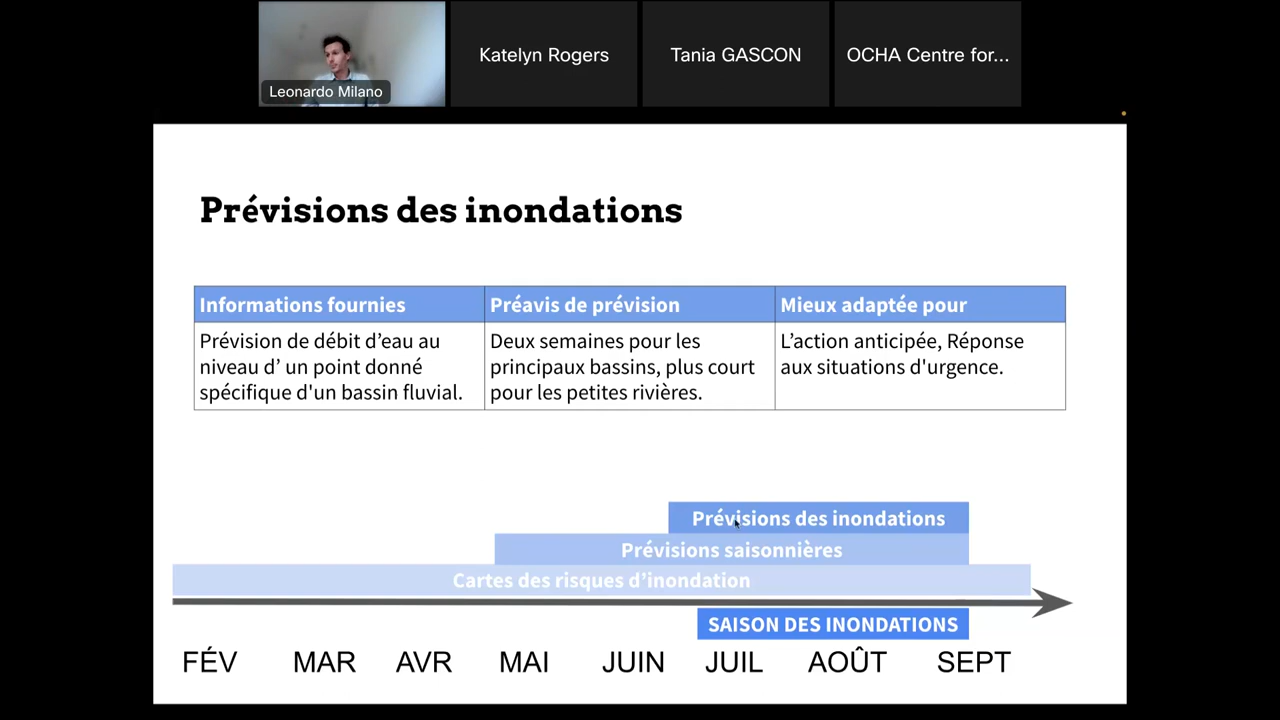 Leonardo Milano
Katelyn Rogers
Tania GASCON
OCHA Centre for...
Prévisions des inondations
Informations fournies
Préavis de prévision
Mieux adaptée pour
Prévision de débit d’eau au
niveau d’ un point donné
spécifique d'un bassin fluvial.
Deux semaines pour les
principaux bassins, plus court
pour les petites rivières.
L’action anticipée, Réponse
aux situations d'urgence.
Prévisions des inondations
Prévisions saisonnières
Cartes des risques d’inondation
SAISON DES INONDATIONS
FÉV MAR AVR MAI JUIN JUIL AOÛT SEPT